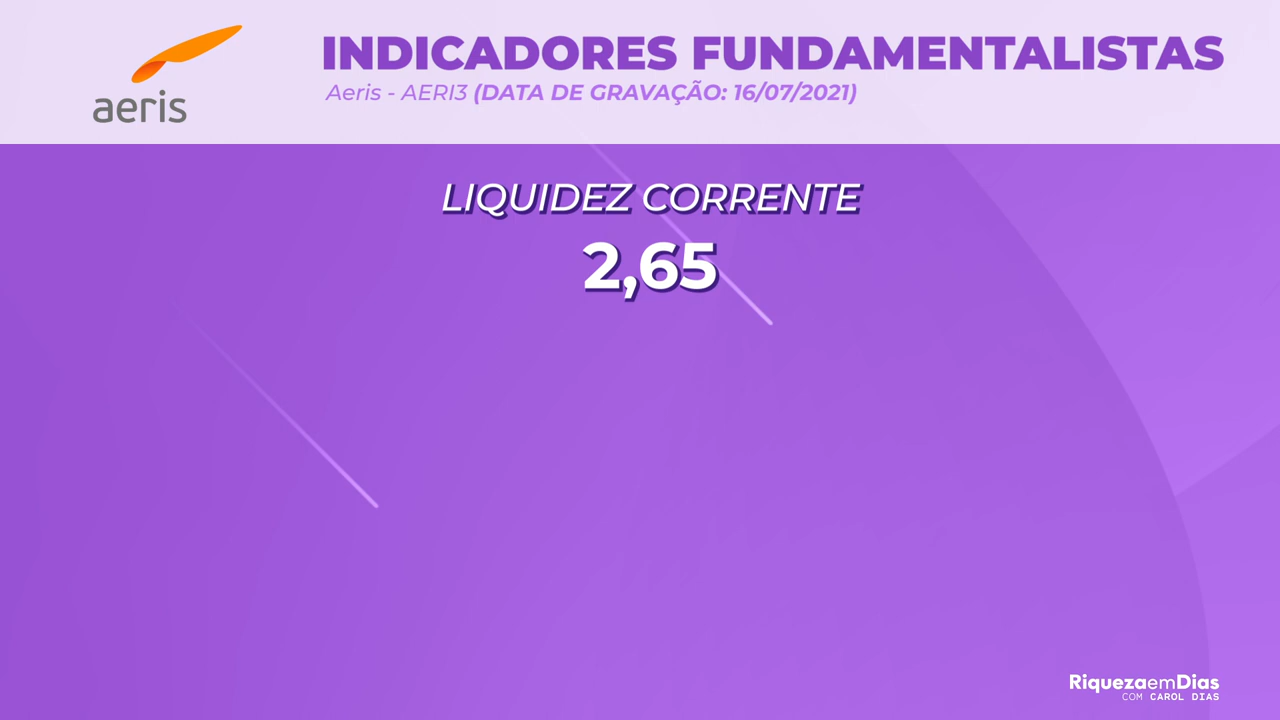 aeris
INDICADORES FUNDAMENTALISTAS
Aeris - AERI3 (DATA DE GRAVAÇÃO: 16/07/2021)
LIQUIDEZ CORRENTE
2,65
RiquezaemDias
COM CAROL DIAS